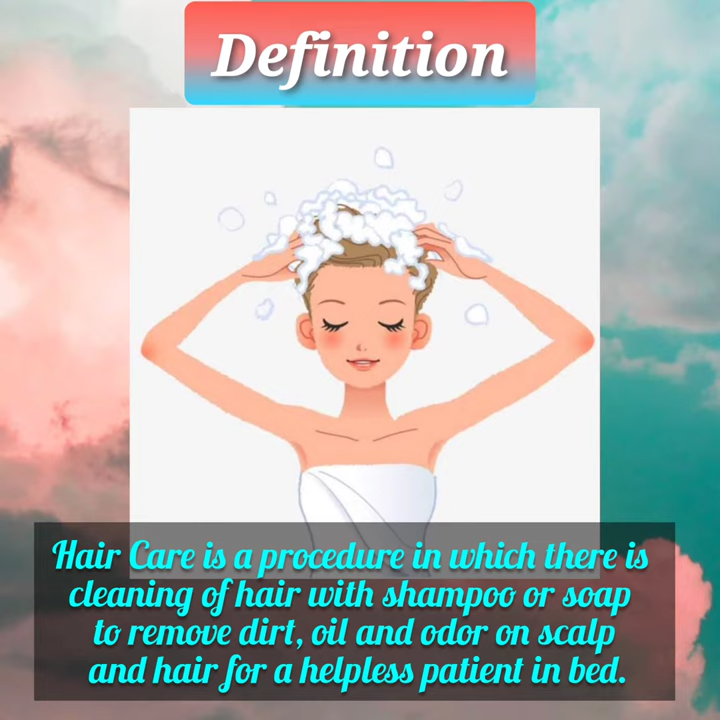 Definition
Hair Care is a procedure in which there is
cleaning of hair with shampoo or soap
to remove dirt, oil and odor on scalp
and hair for a helpless patient in bed.